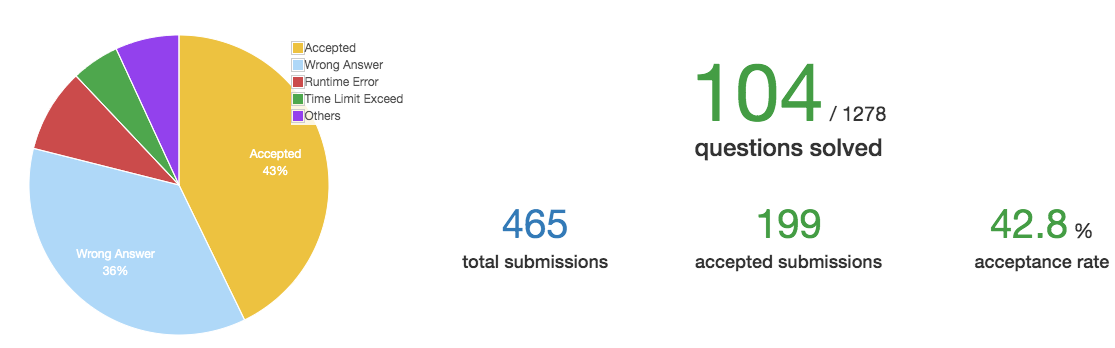 Accepted
Wrong Answer
Runtime Error
Time Limit Exceed
Others
Accepted
43%
Wrong Answer
36%
104 / 1278
questions solved
465
total submissions
199
accepted submissions
42.8 %
acceptance rate